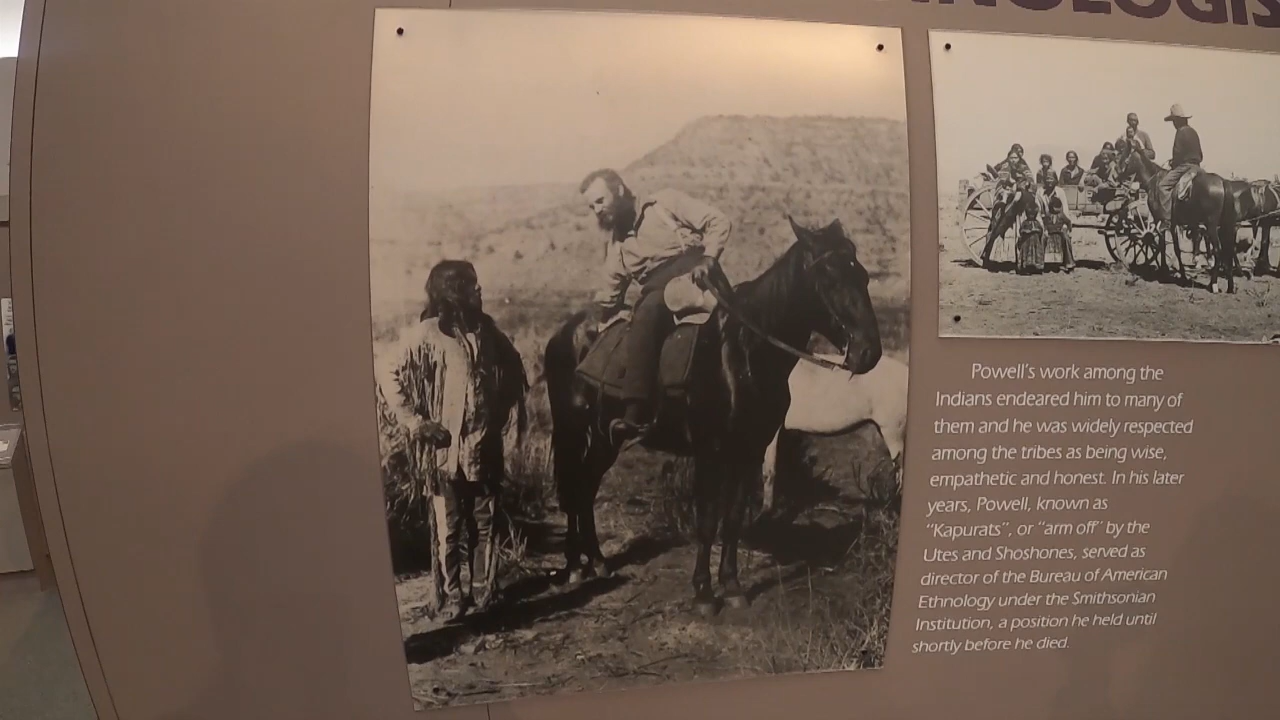 Powell's work among the
Indians endeared him to many of
them and he was widely respected
among the tribes as being wise,
empathetic and honest. In his later
years, Powell, known as
"Kapurats", or "arm off" by the
Utes and Shoshones, served as
director of the Bureau of American
Ethnology under the Smithsonian
Institution, a position he held until
shortly before he died.